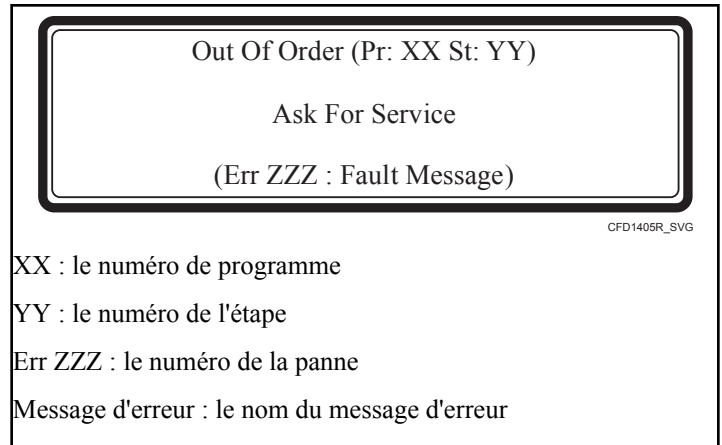 Out Of Order (Pr: XX St: YY)
Ask For Service
(Err ZZZ : Fault Message)
CFD1405R_SVG
XX : le numéro de programme
YY : le numéro de l'étape
Err ZZZ : le numéro de la panne
Message d'erreur : le nom du message d'erreur